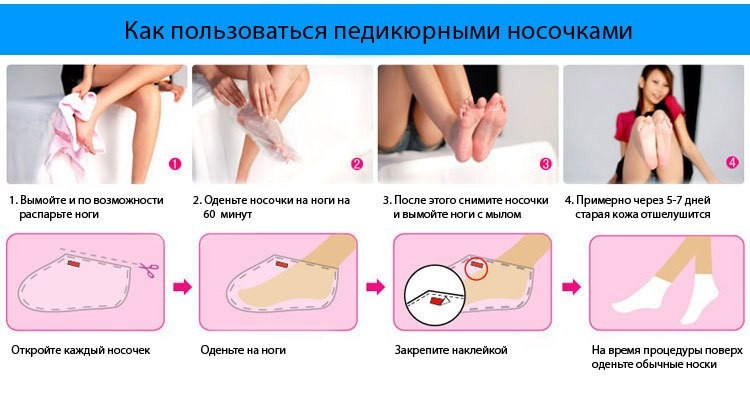 Как пользоваться педикюрными носочками
1
2
3
4
1. Вымойте и по возможности
распарьте ноги
2. Оденьте носочки на ноги на
60 минут
3. После этого снимите носочки
и вымойте ноги с мылом
4. Примерно через 5-7 дней
старая кожа отшелушится
Откройте каждый носочек
Оденьте на ноги
Закрепите наклейкой
На время процедуры поверх
оденьте обычные носки